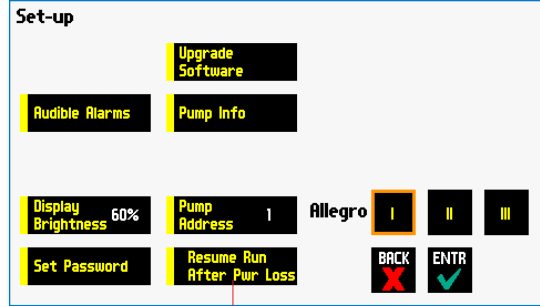 Set-up
Upgrade
Software
Audible Alarms
Pump Info
Display
Brightness 60%
Pump
Address 1
Allegro I II III
Set Password
Resume Run
After Pwr Loss
BACK ENTR